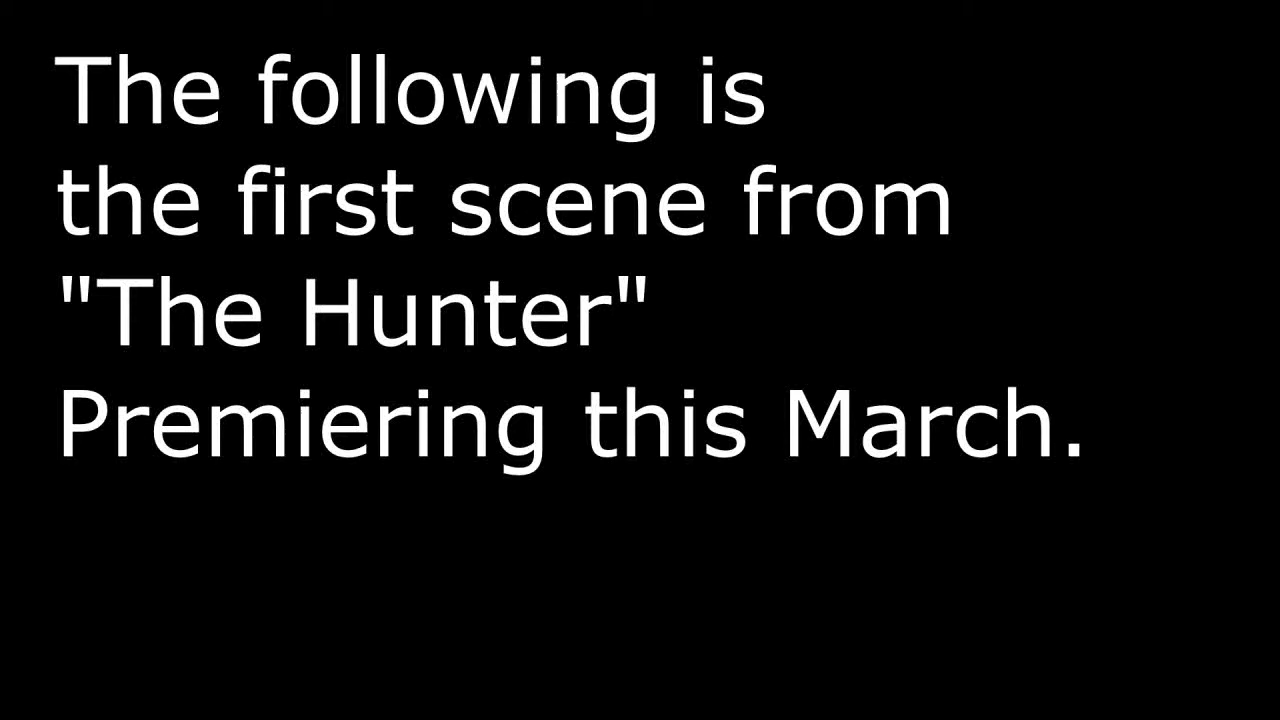 The following is
the first scene from
"The Hunter"
Premiering this March.